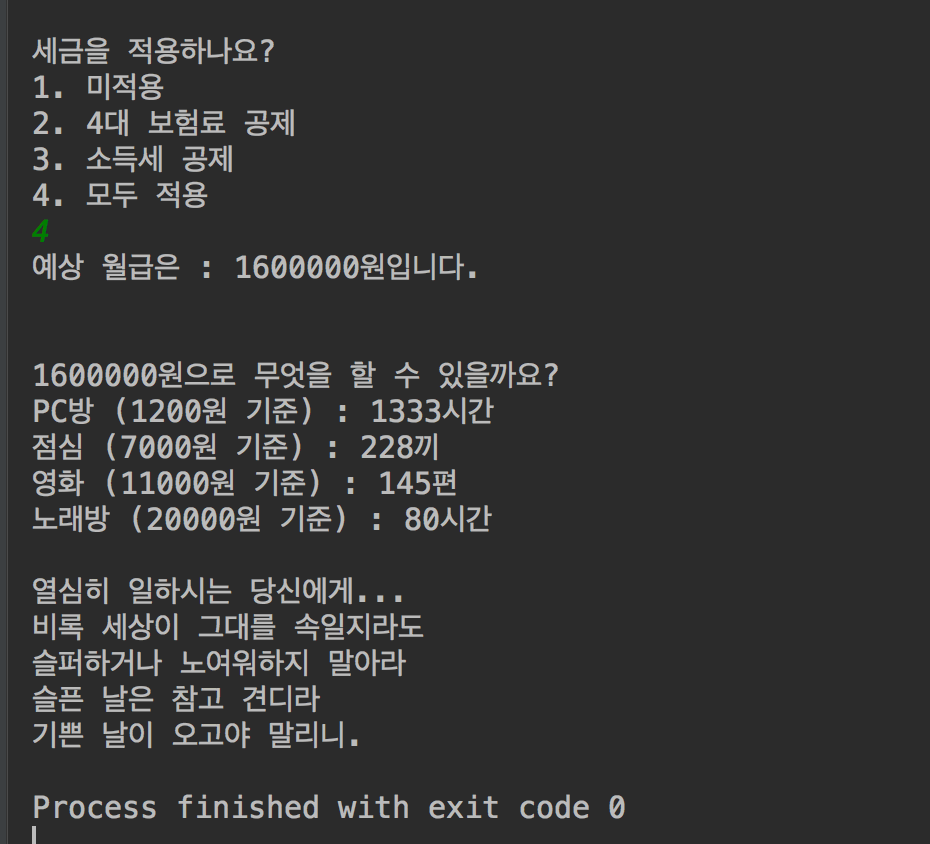 세금을 적용하나요?
1. 미적용
2. 4대 보험료 공제
3. 소득세 공제
4. 모두 적용
4
예상 월급은 : 1600000원입니다.
1600000원으로 무엇을 할 수 있을까요?
PC방 (1200원 기준) : 1333시간
점심 (7000원 기준) : 228끼
영화 (11000원 기준) : 145편
노래방 (20000원 기준) : 80시간
열심히 일하시는 당신에게...
비록 세상이 그대를 속일지라도
슬퍼하거나 노여워하지 말아라
슬픈 날은 참고 견디라
기쁜 날이 오고야 말리니.
Process finished with exit code 0